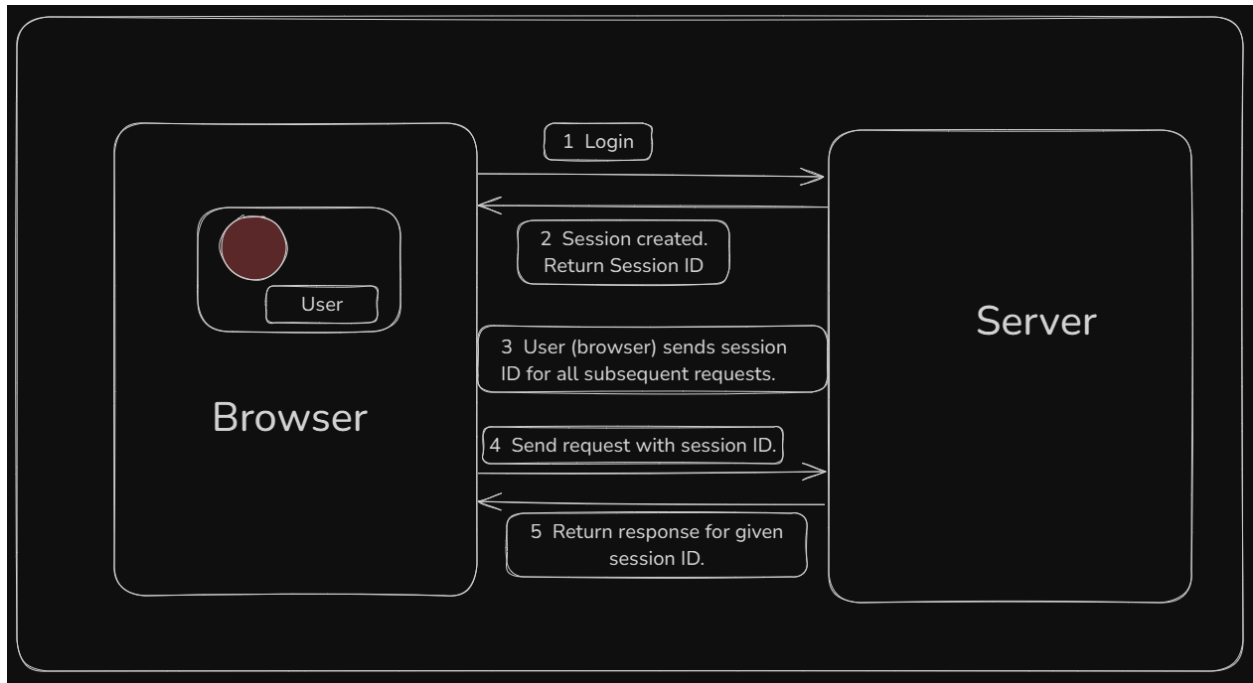 1 Login
2 Session created.
Return Session ID
User
Server
3 User (browser) sends session
ID for all subsequent requests.
Browser
4 Send request with session ID.
5 Return response for given
session ID.